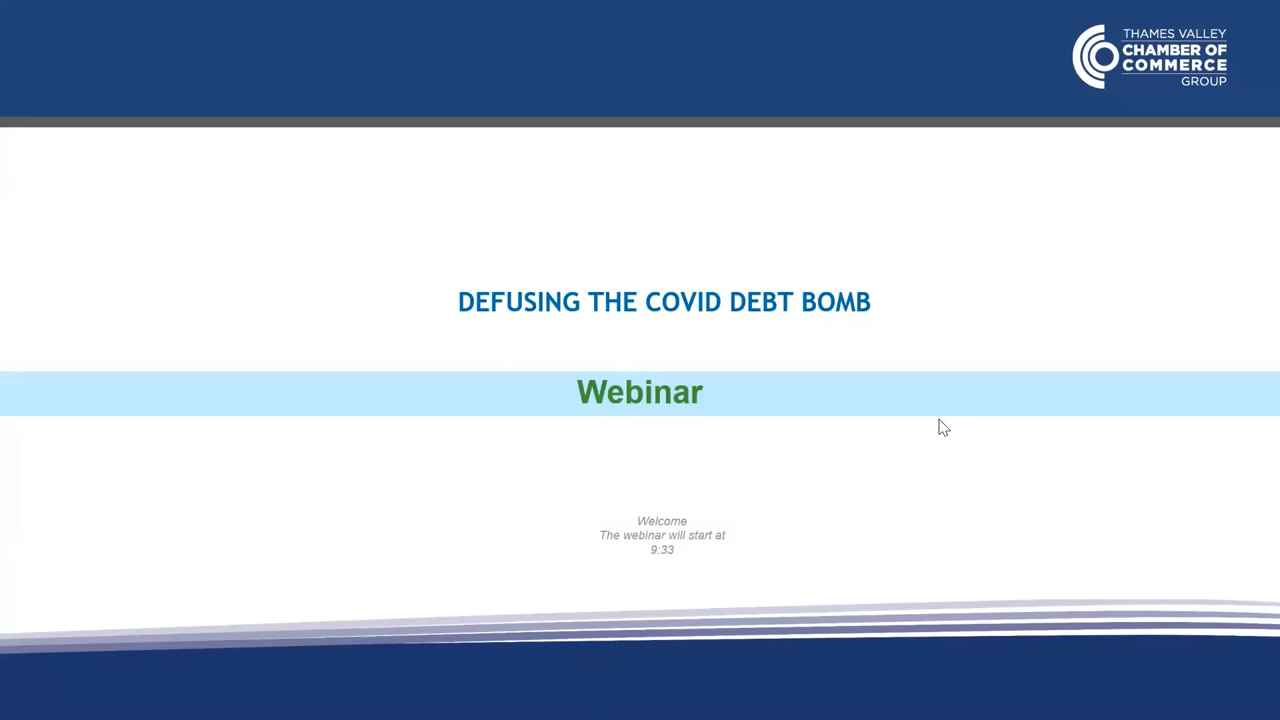 THAMES VALLEY
CHAMBER OF
COMMERCE
GROUP
DEFUSING THE COVID DEBT BOMB
Webinar
Welcome
The webinar will start at
9:33